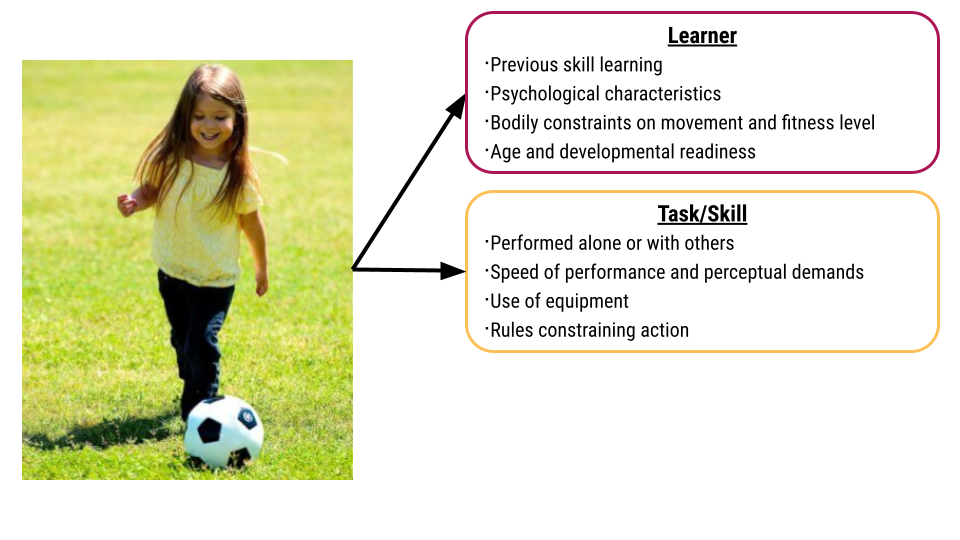 Learner
·Previous skill learning
·Psychological characteristics
·Bodily constraints on movement and fitness level
·Age and developmental readiness
Task/Skill
·Performed alone or with others
·Speed of performance and perceptual demands
·Use of equipment
·Rules constraining action